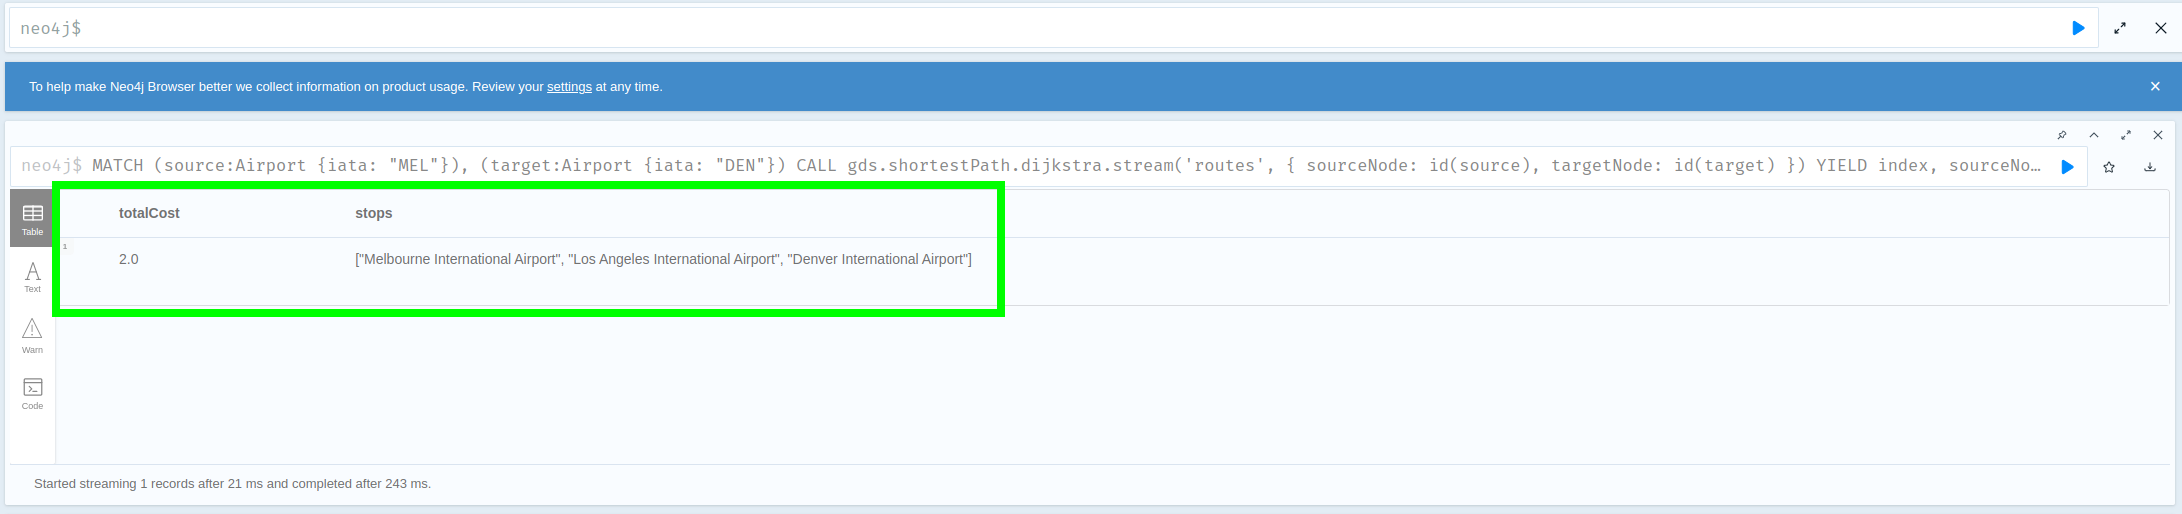 neo4j$
To help make Neo4j Browser better we collect information on product usage. Review your settings at any time.
neo4j$ MATCH (source:Airport {iata: "MEL"}), (target:Airport {iata: "DEN"}) CALL gds.shortestPath.dijkstra.stream('routes', { sourceNode: id(source), targetNode: id(target) }) YIELD index, sourceNo…
Table
totalCost stops
1
2.0 ["Melbourne International Airport", "Los Angeles International Airport", "Denver International Airport"]
Text
Warn
Code
Started streaming 1 records after 21 ms and completed after 243 ms.